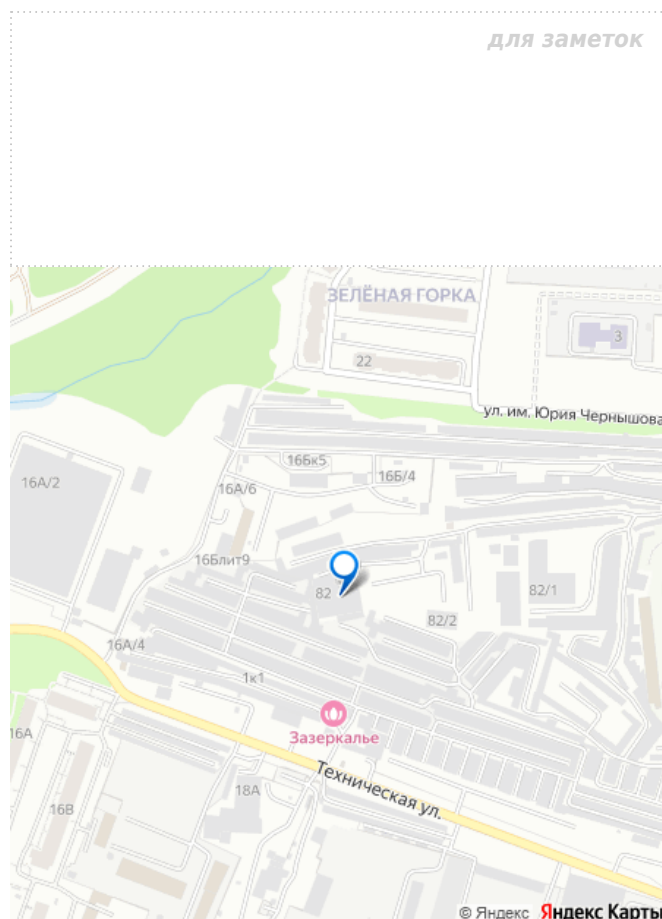 для заметок
ЗЕЛЁНАЯ ГОРКА
3
22
ул. им. Юрия Чернышова
16Бк5
16А/2
16А/6
16Б/4
16Блит9
82
82/1
82/2
16А/4
1к1
Зазеркалье
16А
Техническая ул.
18А
16В
© Яндекс Яндекс Карты